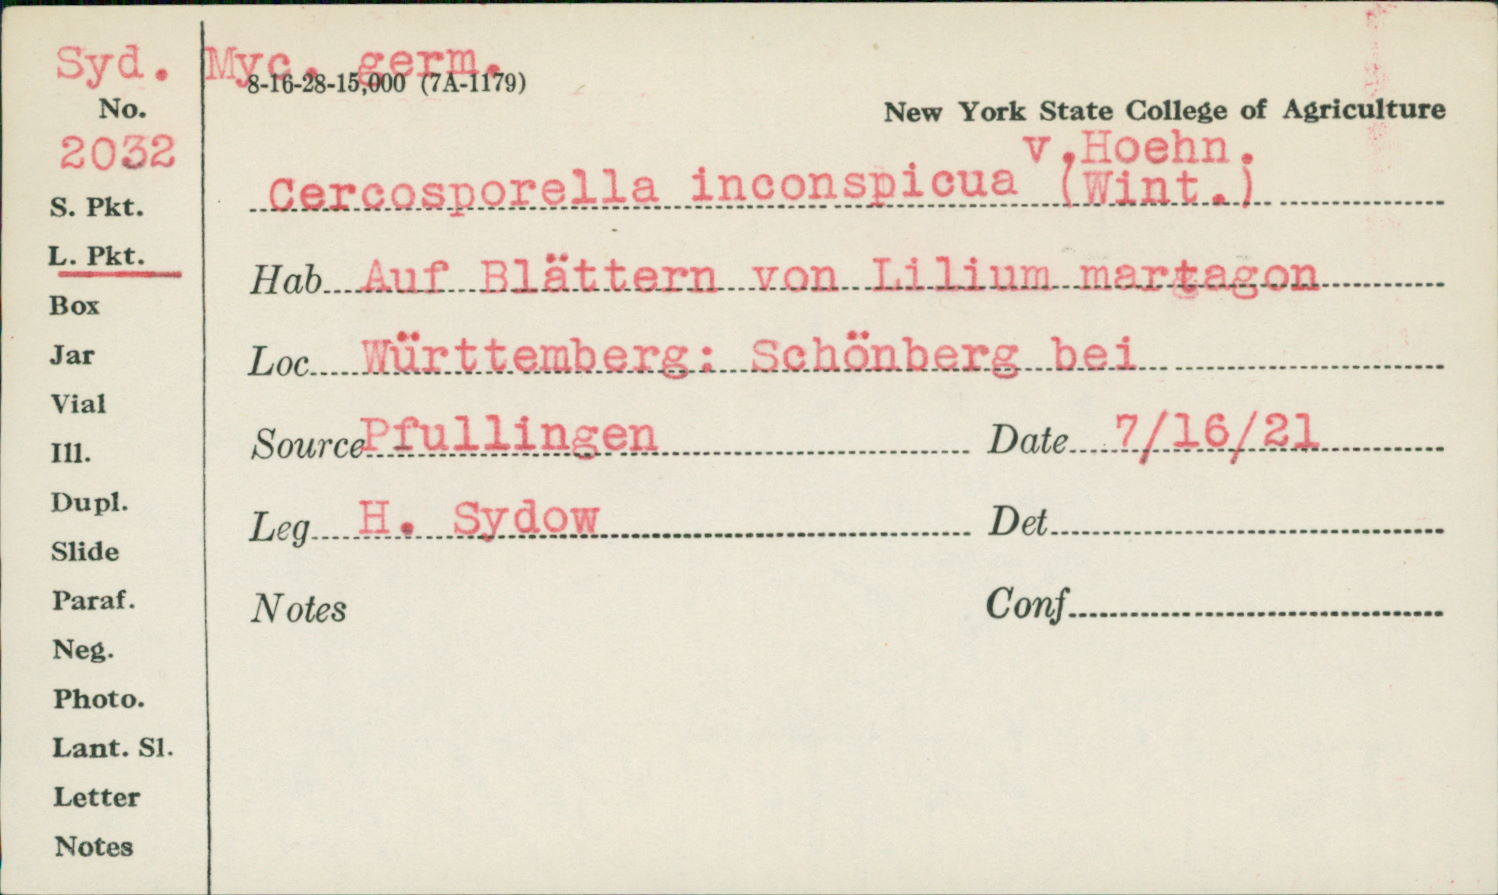 Syd. Myc. germ.
8-16-28-15,000 (7A-1179)
No.
New York State College of Agriculture
2032
v.Hoehn.
Cercosporella inconspicua (Wint.)
S. Pkt.
L. Pkt.
Hab. Auf Blättern von Lilium martagon
Box
Jar
Loc. Württemberg: Schönberg bei
Vial
Ill.
Source Pfullingen Date 7/16/21
Dupl.
Leg. H. Sydow Det
Slide
Paraf.
Notes Conf
Neg.
Photo.
Lant. Sl.
Letter
Notes